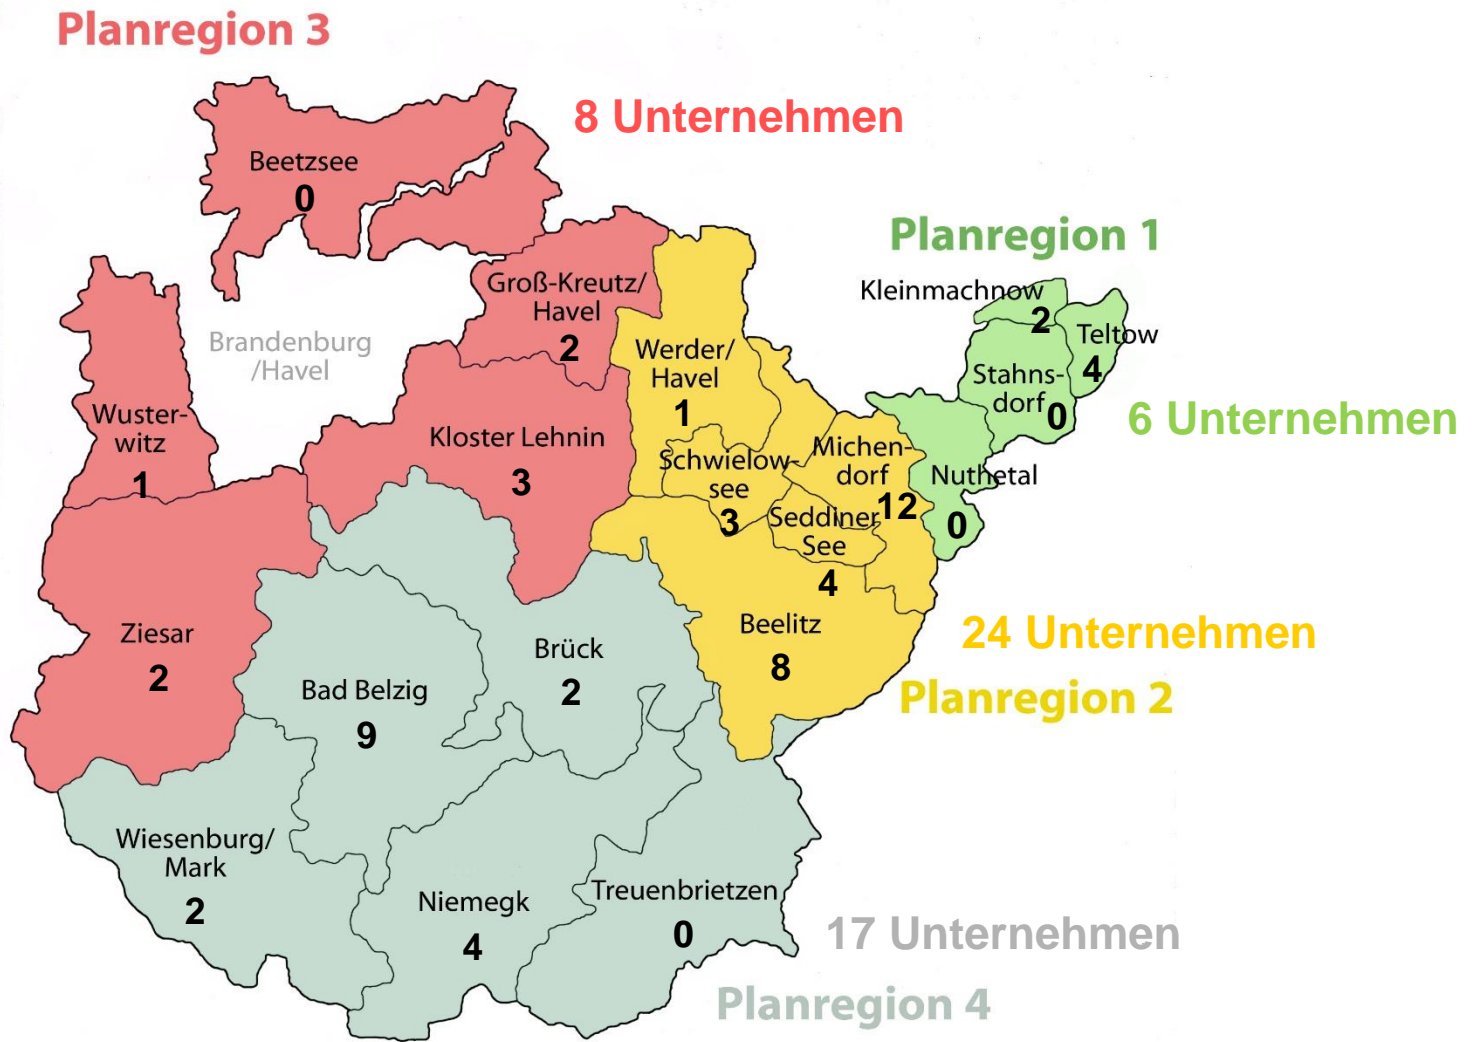 Planregion 3
8 Unternehmen
Beetzsee
0
Planregion 1
Kleinmachnow
2
Teltow
4
Stahns-
dorf
0
6 Unternehmen
Nuthetal
0
Groß-Kreutz/
Havel
2
Brandenburg
/Havel
Werder/
Havel
1
Wuster-
witz
1
Kloster Lehnin
3
Schwielow-
see
3
Michen-
dorf
12
Seddiner
See
4
Beelitz
8
24 Unternehmen
Planregion 2
Ziesar
2
Brück
2
Bad Belzig
9
Wiesenburg/
Mark
2
Niemegk
4
Treuenbrietzen
0
17 Unternehmen
Planregion 4